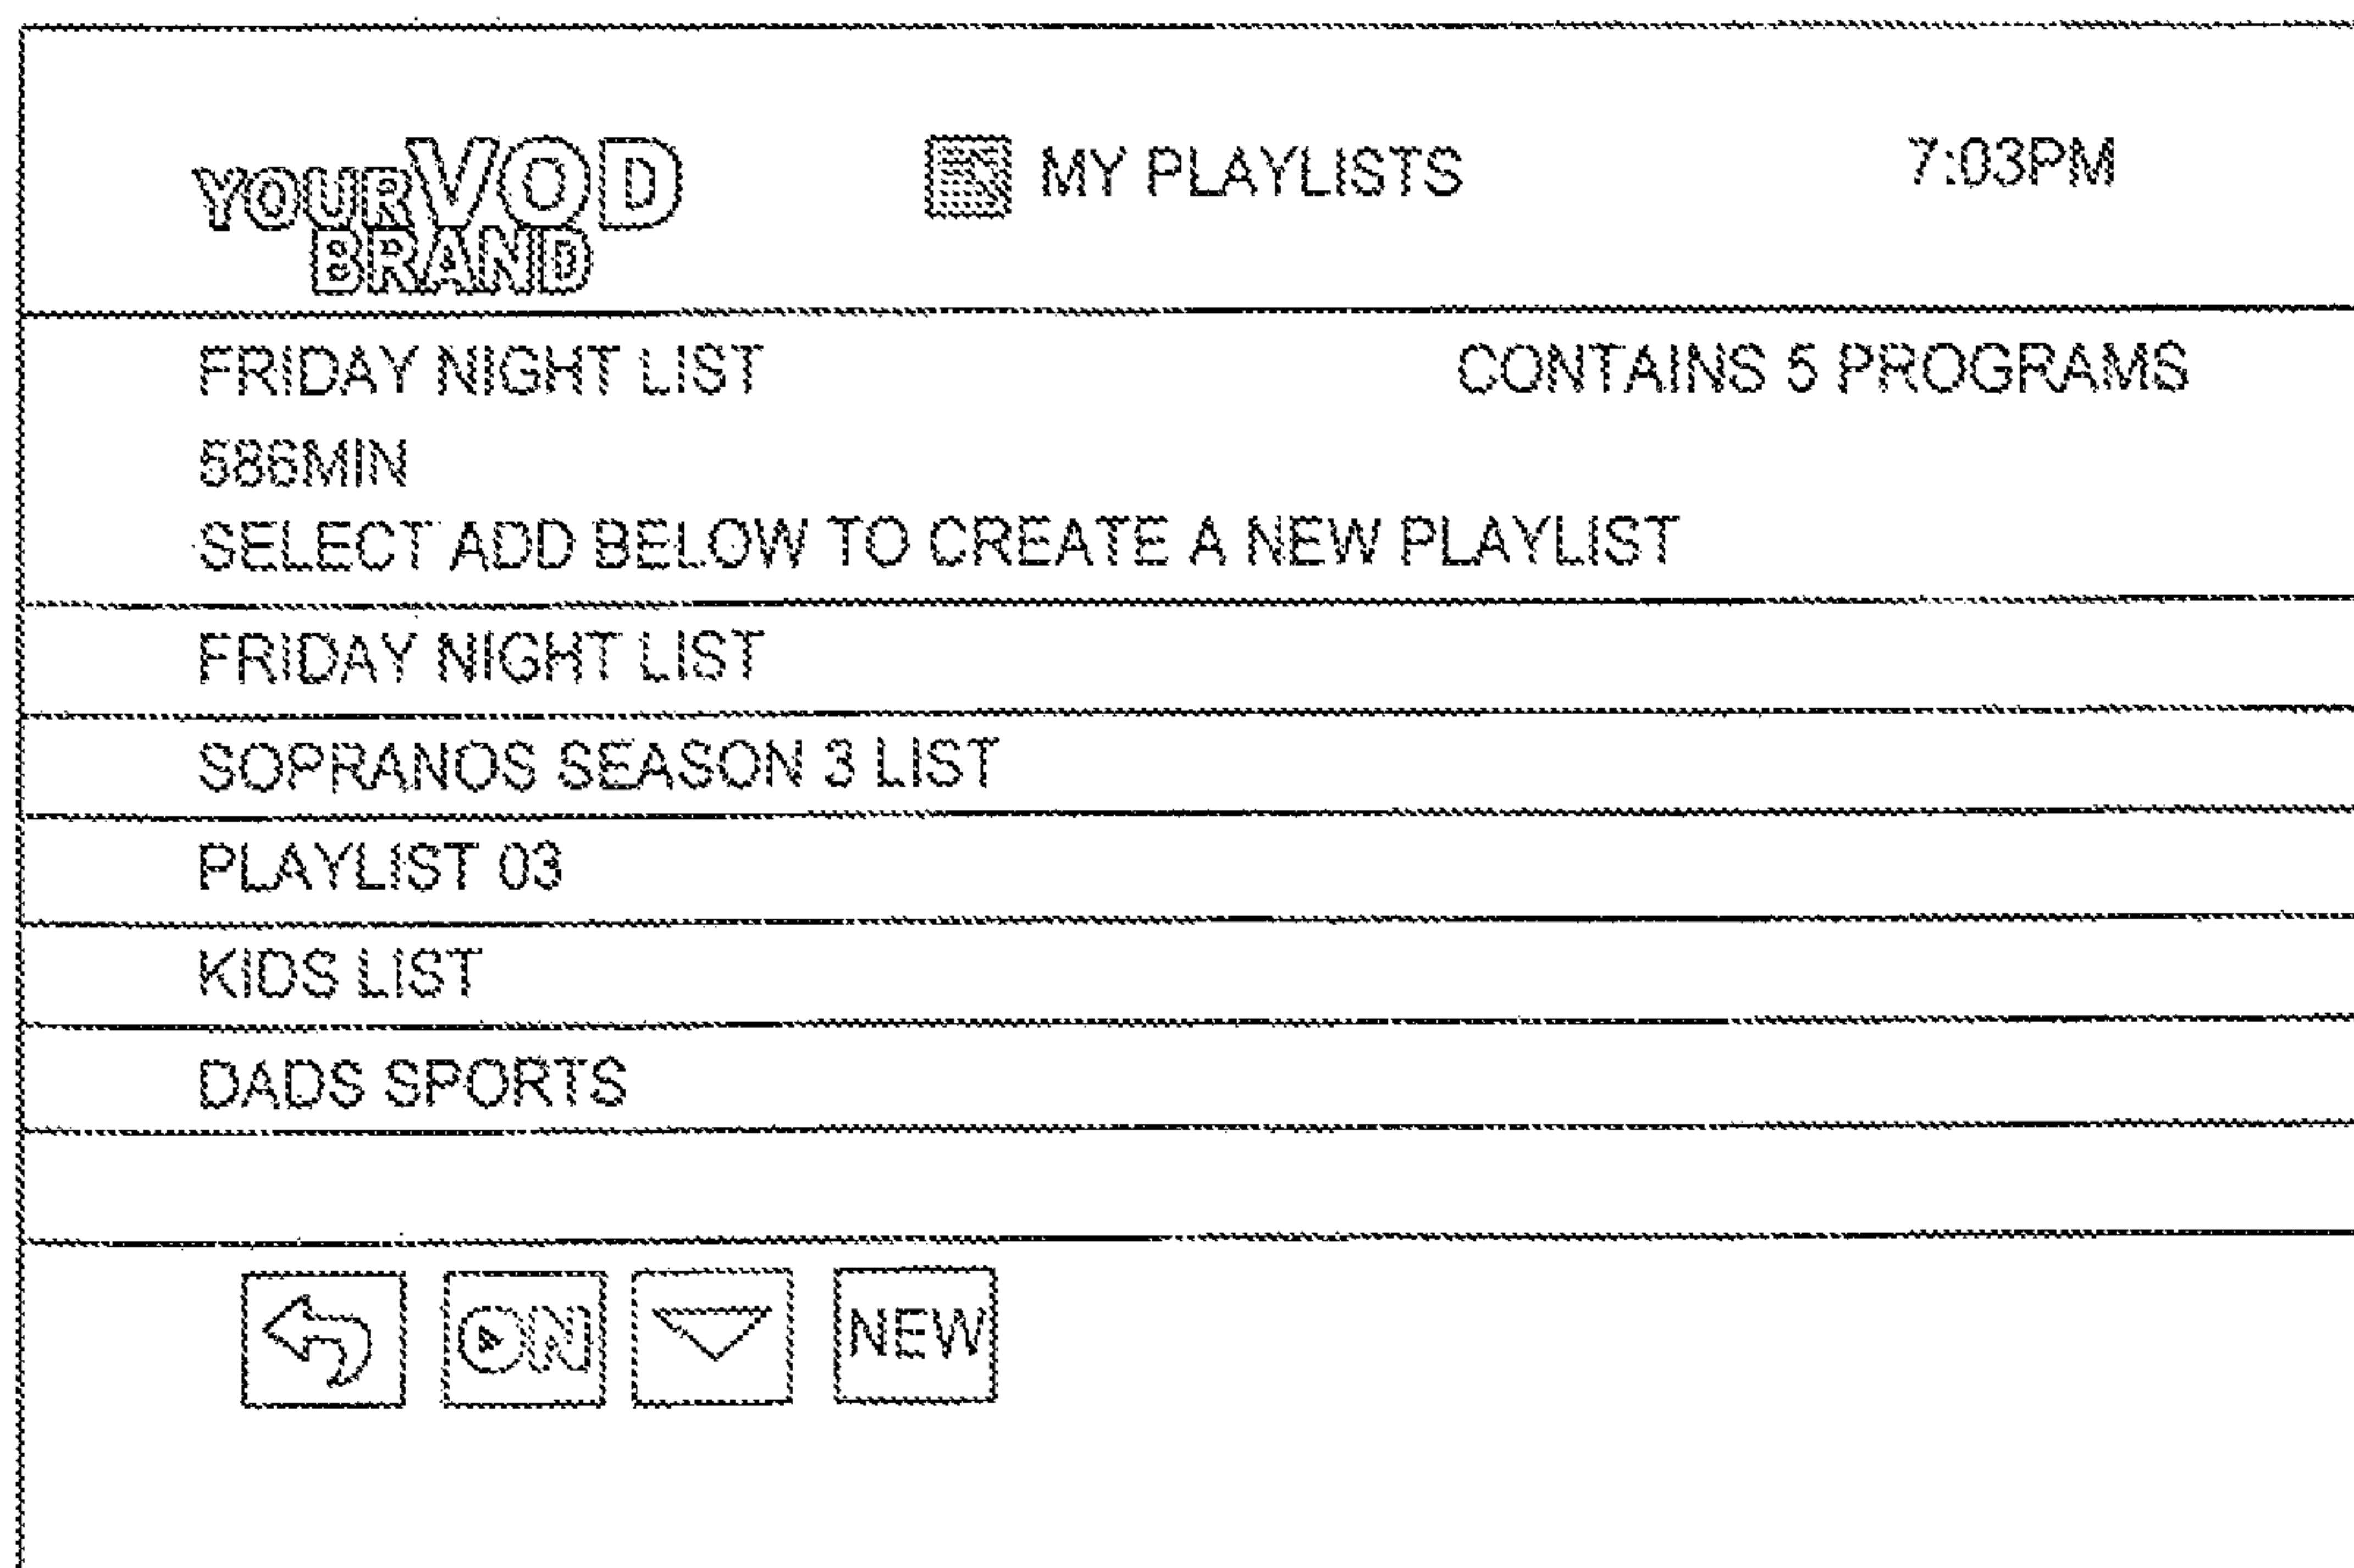 YOUR VOD BRAND
MY PLAYLISTS
7:03PM
FRIDAY NIGHT LIST
CONTAINS 5 PROGRAMS
586MIN
SELECT ADD BELOW TO CREATE A NEW PLAYLIST
FRIDAY NIGHT LIST
SOPRANOS SEASON 3 LIST
PLAYLIST 03
KIDS LIST
DADS SPORTS
ON
NEW